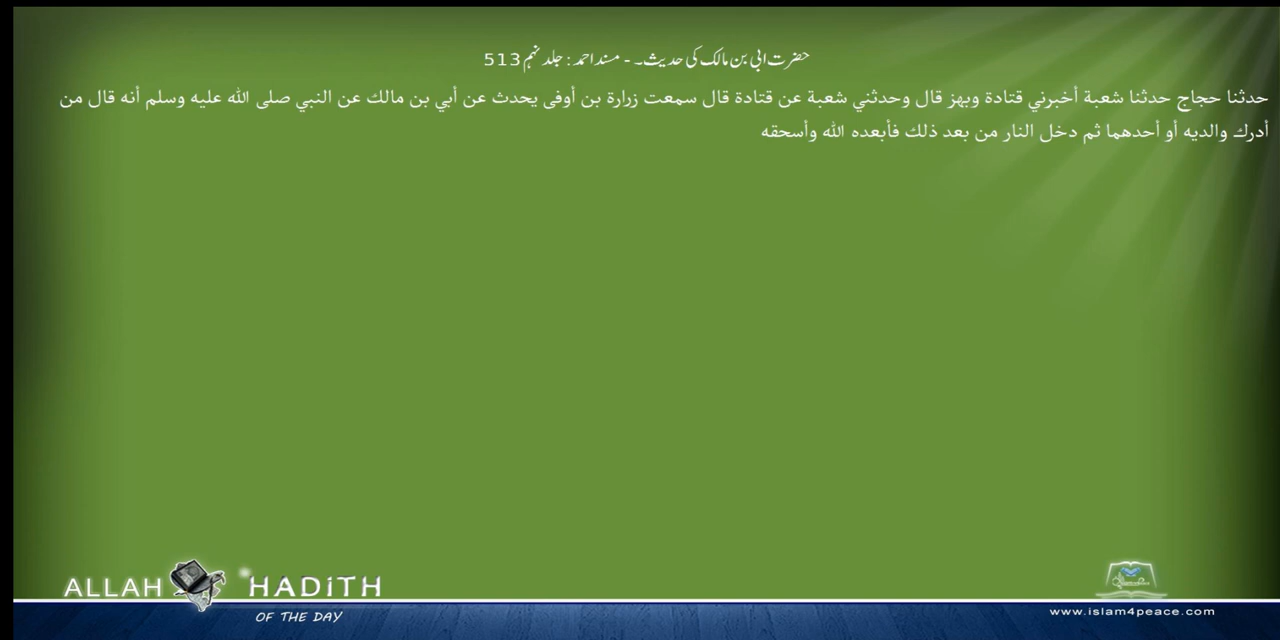 حضرت ابی بن مالک کی حدیث۔ - مسند احمد : جلد نہم 513
حدثنا حجاج حدثنا شعبة أخبرني قتادة وبهز قال وحدثني شعبة عن قتادة قال سمعت زرارة بن أوفى يحدث عن أبي بن مالك عن النبي صلى الله عليه وسلم أنه قال من
أدرك والديه أو أحدهما ثم دخل النار من بعد ذلك فأبعده الله وأسحقه
ALLAH HADITH
OF THE DAY
www.islam4peace.com